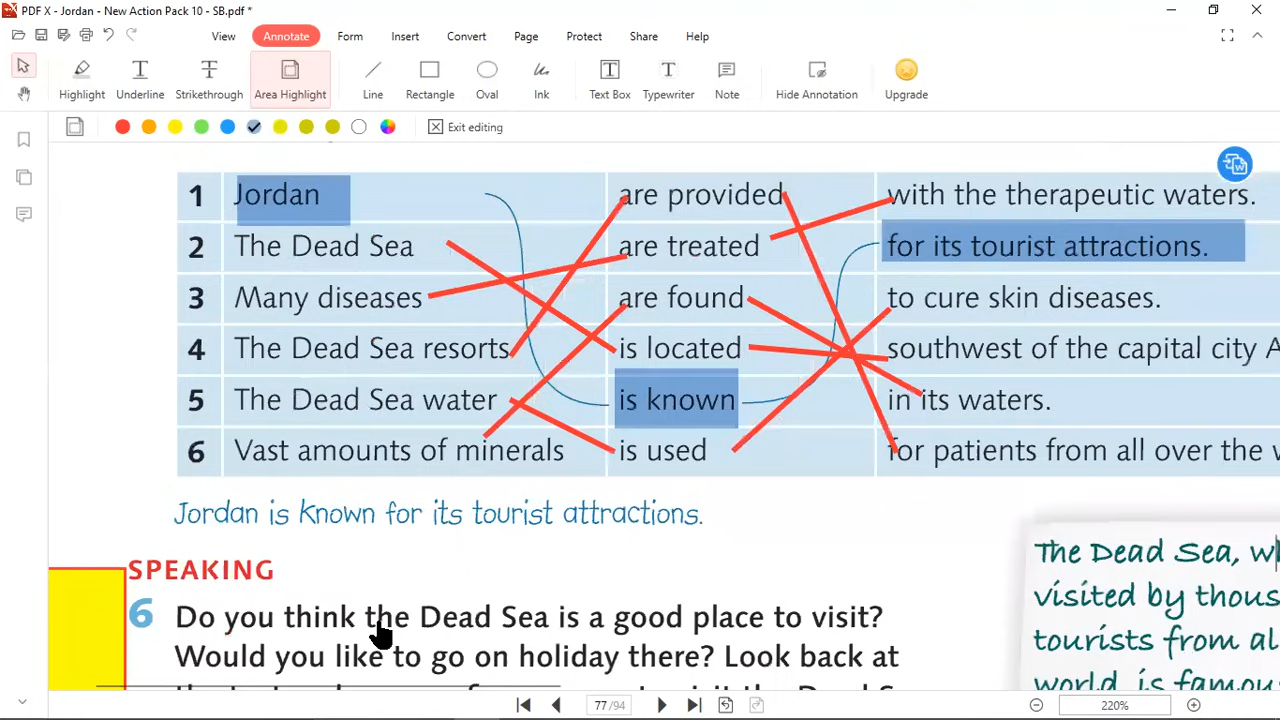 PDF X - Jordan - New Action Pack 10 - SB.pdf *
View Annotate Form Insert Convert Page Protect Share Help
Highlight Underline Strikethrough Area Highlight Line Rectangle Oval Ink Text Box Typewriter Note Hide Annotation Upgrade
Exit editing
1 Jordan are provided with the therapeutic waters.
2 The Dead Sea are treated for its tourist attractions.
3 Many diseases are found to cure skin diseases.
4 The Dead Sea resorts is located southwest of the capital city A
5 The Dead Sea water is known in its waters.
6 Vast amounts of minerals is used for patients from all over the w
Jordan is known for its tourist attractions.
SPEAKING
6 Do you think the Dead Sea is a good place to visit?
Would you like to go on holiday there? Look back at
The Dead Sea, wh
visited by thous
tourists from al
world, is famou
77/94
220%